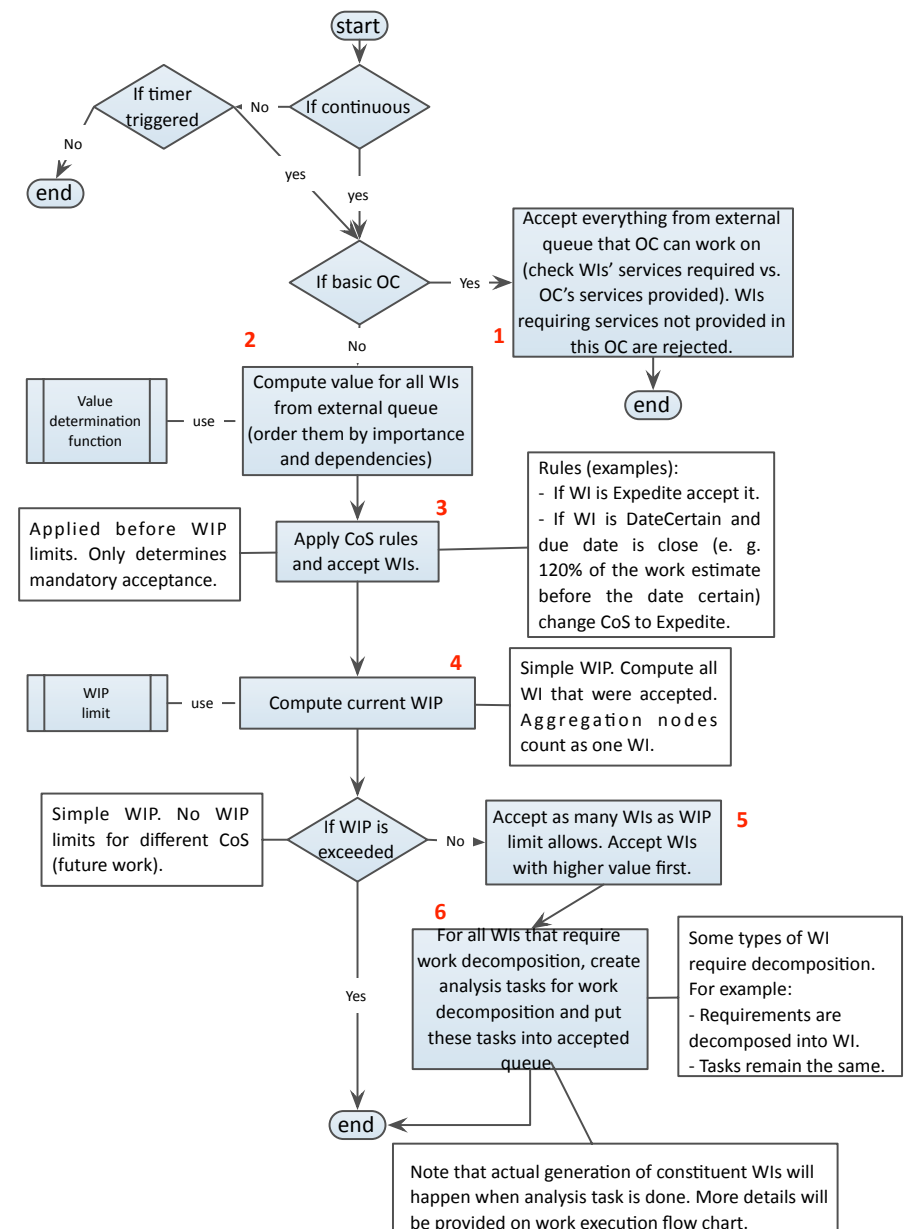 start
If timer
triggered
No
If continuous
No
end
yes
yes
If basic OC
Yes
Accept everything from external
queue that OC can work on
(check WIs’ services required vs.
OC’s services provided). WIs
requiring services not provided in
this OC are rejected.
1
2
No
end
Value
determination
function
use
Compute value for all WIs
from external queue
(order them by importance
and dependencies)
3
Applied before WIP
limits. Only determines
mandatory acceptance.
Apply CoS rules
and accept WIs.
Rules (examples):
- If WI is Expedite accept it.
- If WI is DateCertain and
due date is close (e. g.
120% of the work estimate
before the date certain)
change CoS to Expedite.
4
WIP
limit
use
Compute current WIP
Simple WIP. Compute all
WI that were accepted.
Aggregation nodes
count as one WI.
Simple WIP. No WIP
limits for different CoS
(future work).
If WIP is
exceeded
No
Accept as many WIs as WIP
limit allows. Accept WIs
with higher value first.
5
6
For all WIs that require
work decomposition, create
analysis tasks for work
decomposition and put
these tasks into accepted
queue
Some types of WI
require decomposition.
For example:
- Requirements are
decomposed into WI.
- Tasks remain the same.
Yes
end
Note that actual generation of constituent WIs will
happen when analysis task is done. More details will
be provided on work execution flow chart.